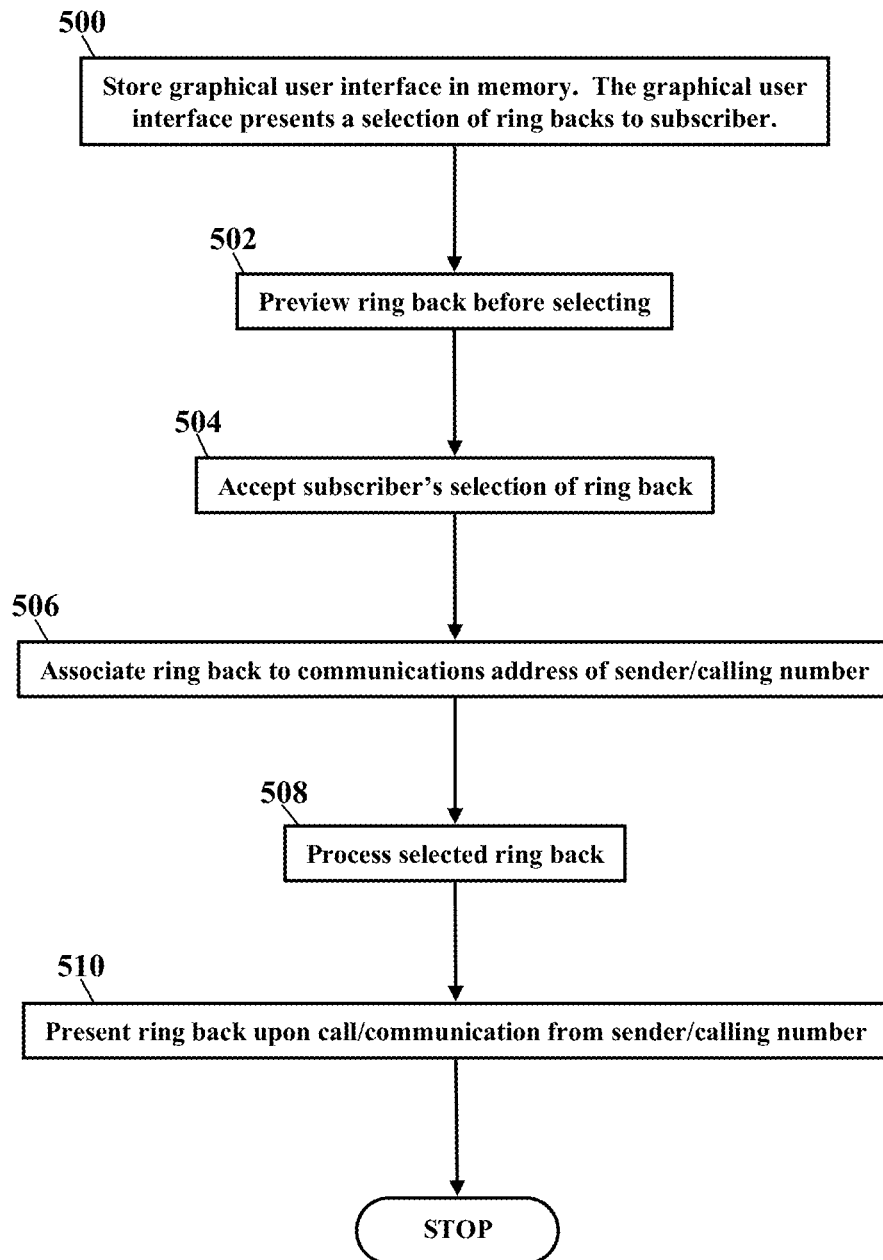 500
Store graphical user interface in memory.  The graphical user
interface presents a selection of ring backs to subscriber.
502
Preview ring back before selecting
504
Accept subscriber's selection of ring back
506
Associate ring back to communications address of sender/calling number
508
Process selected ring back
510
Present ring back upon call/communication from sender/calling number
STOP